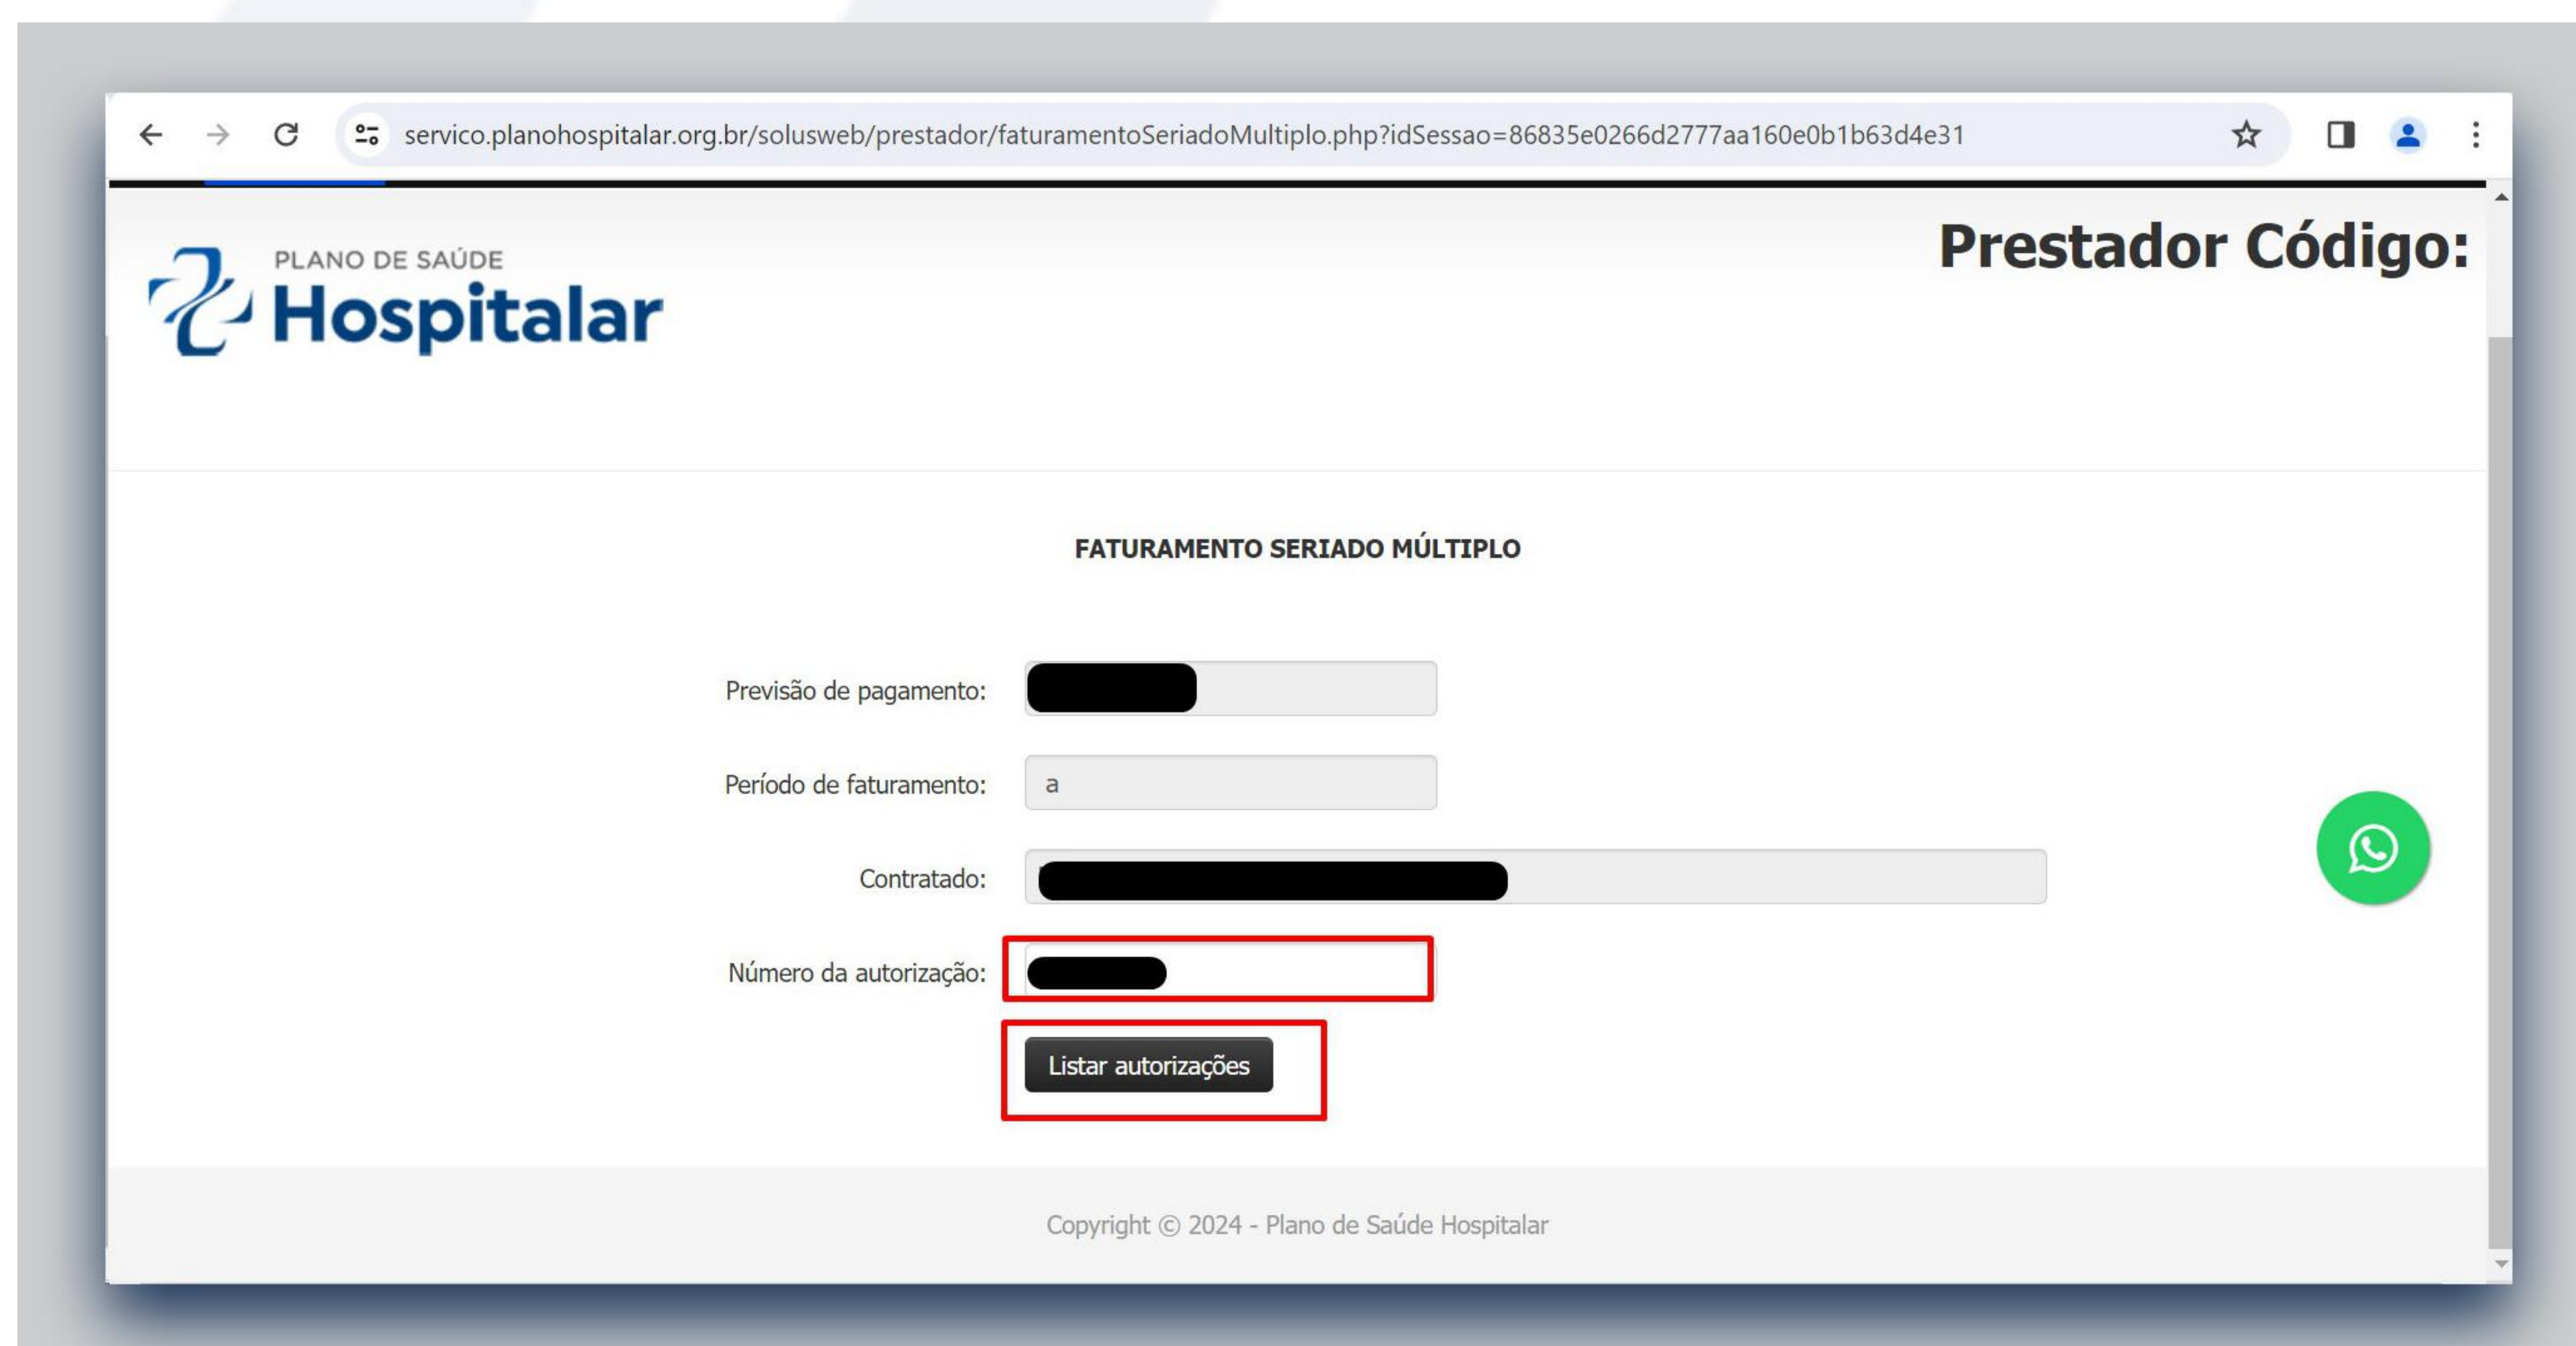 servico.planohospitalar.org.br/solusweb/prestador/faturamentoSeriadoMultiplo.php?idSessao=86835e0266d2777aa160e0b1b63d4e31
Prestador Código:
PLANO DE SAÚDE
Hospitalar
FATURAMENTO SERIADO MÚLTIPLO
Previsão de pagamento:
Período de faturamento: a
Contratado:
Número da autorização:
Listar autorizações
Copyright © 2024 - Plano de Saúde Hospitalar